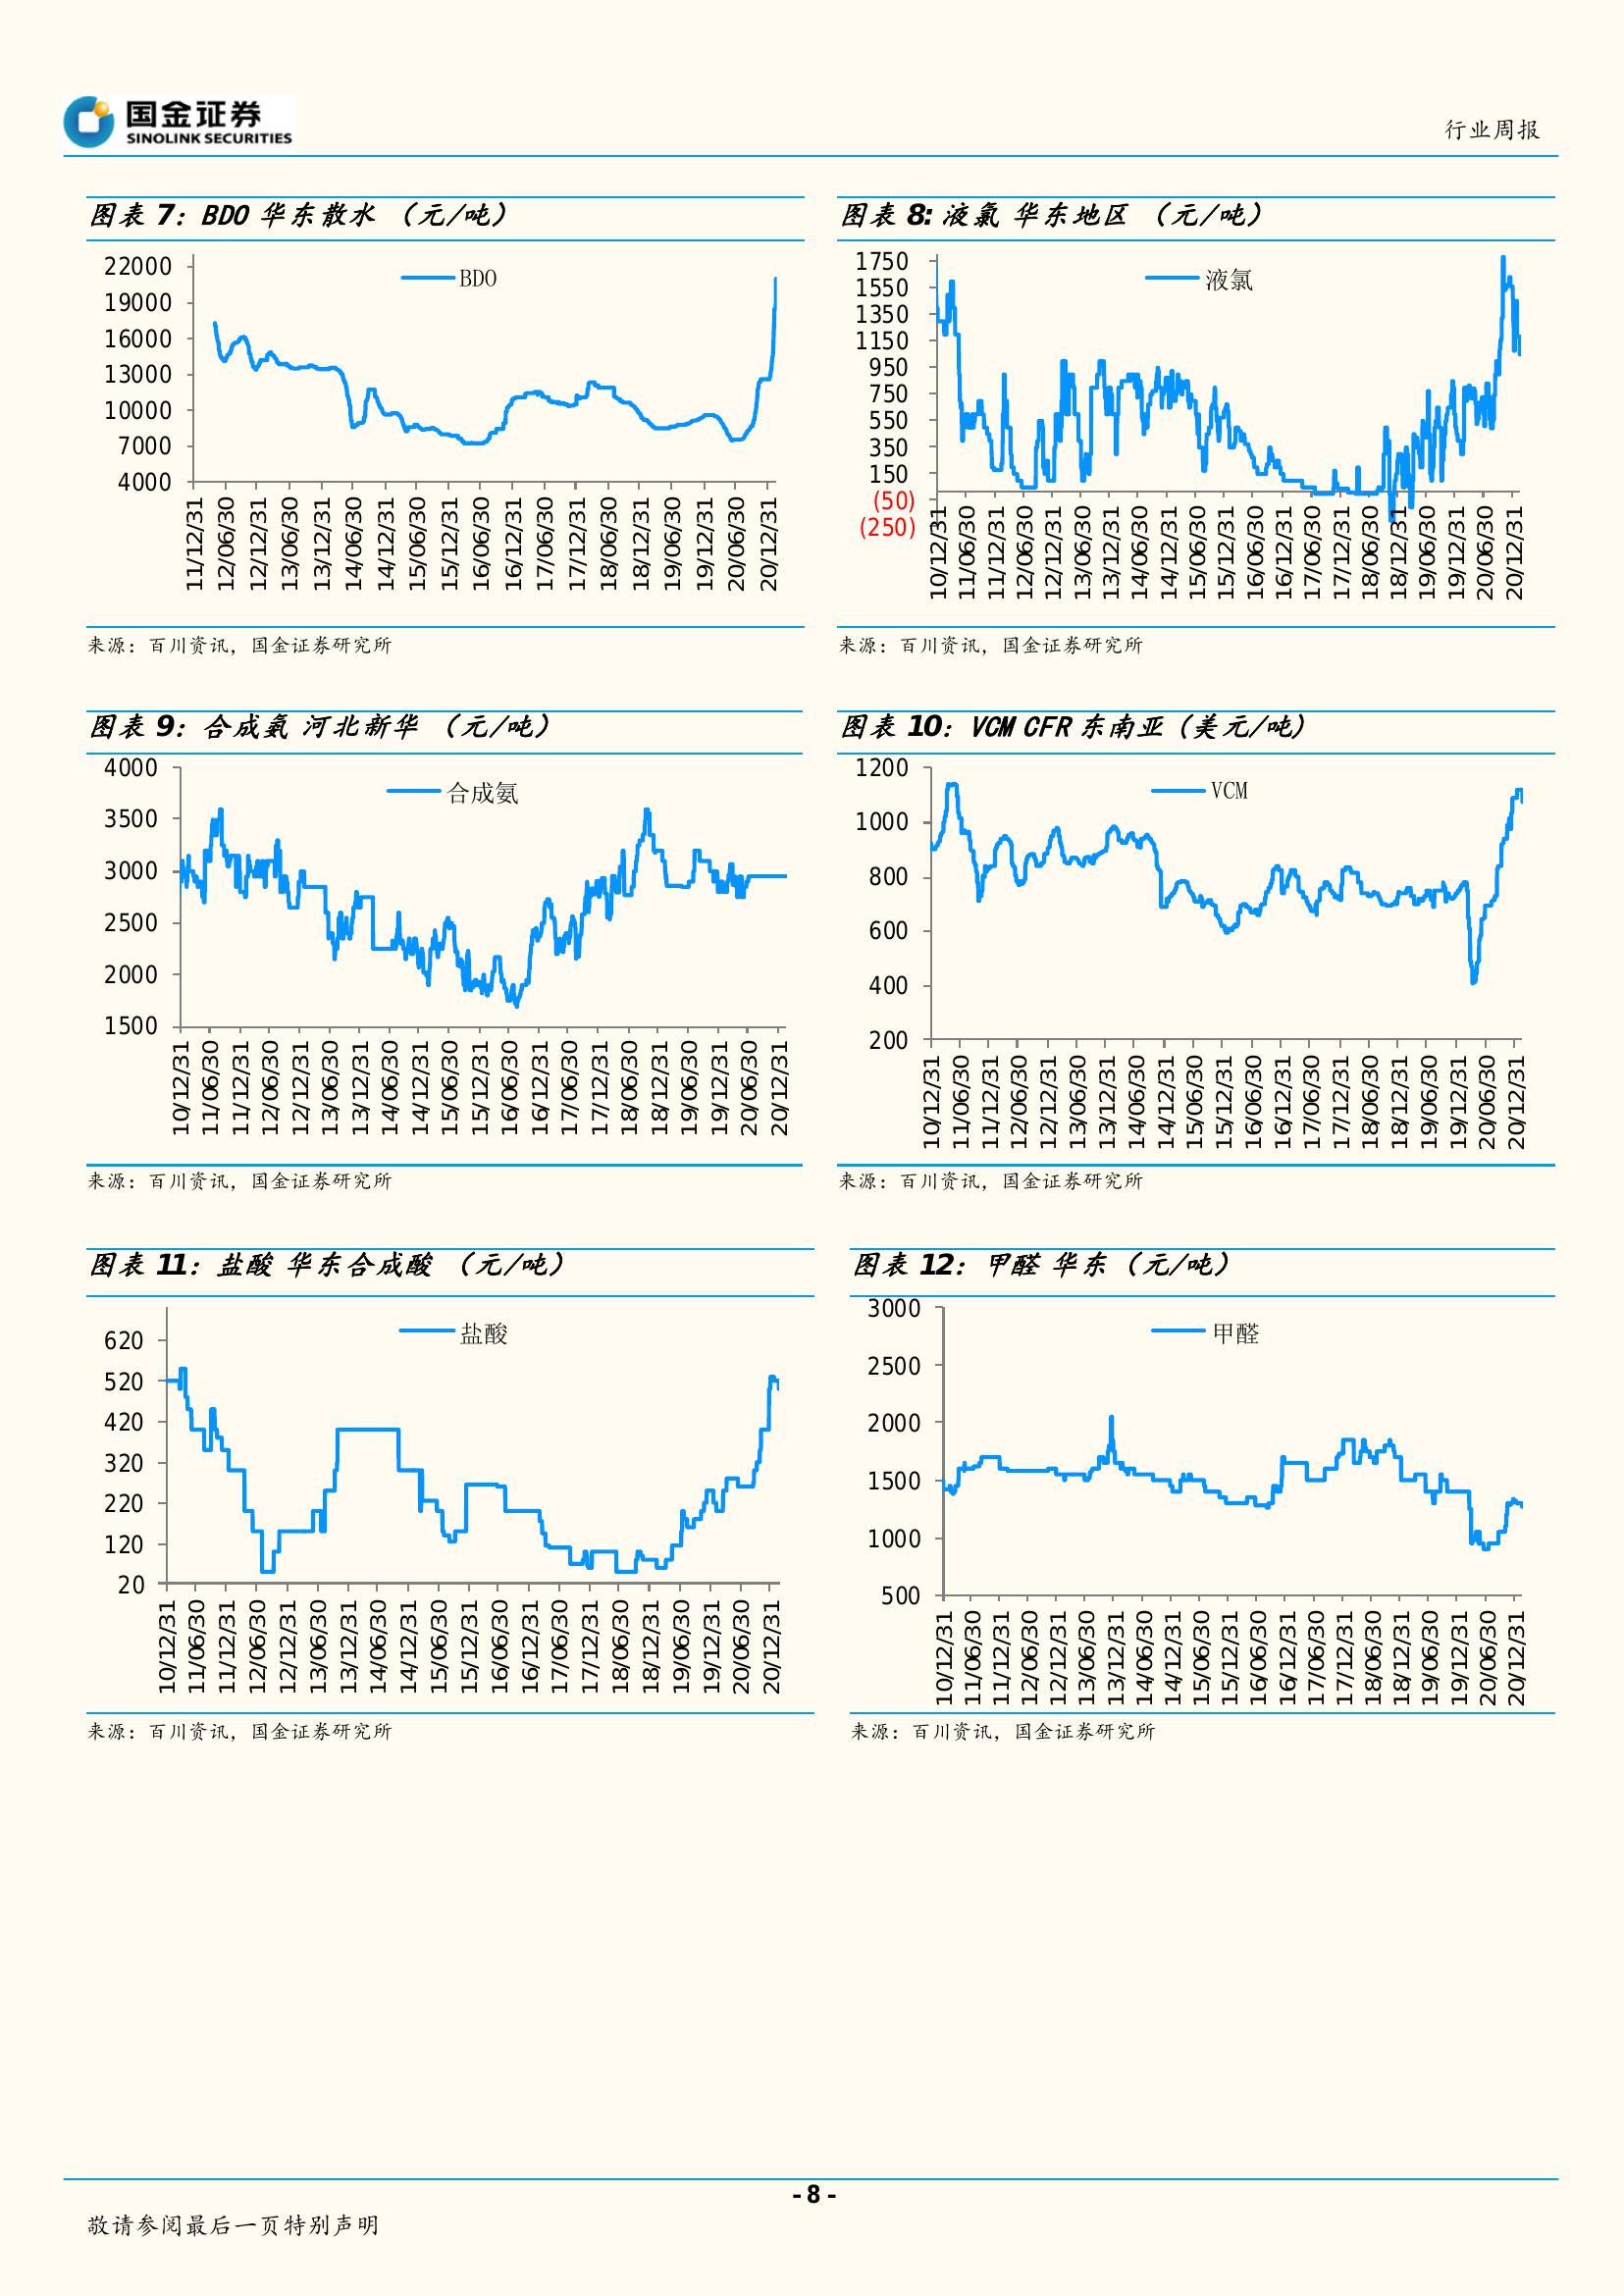 国金证券
SINOLINK SECURITIES
行业周报
图表 7：BDO 华东散水 （元/吨）
22000
19000
16000
13000
10000
7000
4000
BDO
11/12/31 12/06/30 12/12/31 13/06/30 13/12/31 14/06/30 14/12/31 15/06/30 15/12/31 16/06/30 16/12/31 17/06/30 17/12/31 18/06/30 18/12/31 19/06/30 19/12/31 20/06/30 20/12/31
来源：百川资讯，国金证券研究所
图表 8: 液氯 华东地区 （元/吨）
1750
1550
1350
1150
950
750
550
350
150
(50)
(250)
液氯
10/12/31 11/06/30 11/12/31 12/06/30 12/12/31 13/06/30 13/12/31 14/06/30 14/12/31 15/06/30 15/12/31 16/06/30 16/12/31 17/06/30 17/12/31 18/06/30 18/12/31 19/06/30 19/12/31 20/06/30 20/12/31
来源：百川资讯，国金证券研究所
图表 9：合成氨 河北新华 （元/吨）
4000
3500
3000
2500
2000
1500
合成氨
10/12/31 11/06/30 11/12/31 12/06/30 12/12/31 13/06/30 13/12/31 14/06/30 14/12/31 15/06/30 15/12/31 16/06/30 16/12/31 17/06/30 17/12/31 18/06/30 18/12/31 19/06/30 19/12/31 20/06/30 20/12/31
来源：百川资讯，国金证券研究所
图表 10：VCM CFR 东南亚（美元/吨）
1200
1000
800
600
400
200
VCM
10/12/31 11/06/30 11/12/31 12/06/30 12/12/31 13/06/30 13/12/31 14/06/30 14/12/31 15/06/30 15/12/31 16/06/30 16/12/31 17/06/30 17/12/31 18/06/30 18/12/31 19/06/30 19/12/31 20/06/30 20/12/31
来源：百川资讯，国金证券研究所
图表 11：盐酸 华东合成酸 （元/吨）
620
520
420
320
220
120
20
盐酸
10/12/31 11/06/30 11/12/31 12/06/30 12/12/31 13/06/30 13/12/31 14/06/30 14/12/31 15/06/30 15/12/31 16/06/30 16/12/31 17/06/30 17/12/31 18/06/30 18/12/31 19/06/30 19/12/31 20/06/30 20/12/31
来源：百川资讯，国金证券研究所
图表 12：甲醛 华东（元/吨）
3000
2500
2000
1500
1000
500
甲醛
10/12/31 11/06/30 11/12/31 12/06/30 12/12/31 13/06/30 13/12/31 14/06/30 14/12/31 15/06/30 15/12/31 16/06/30 16/12/31 17/06/30 17/12/31 18/06/30 18/12/31 19/06/30 19/12/31 20/06/30 20/12/31
来源：百川资讯，国金证券研究所
- 8 -
敬请参阅最后一页特别声明